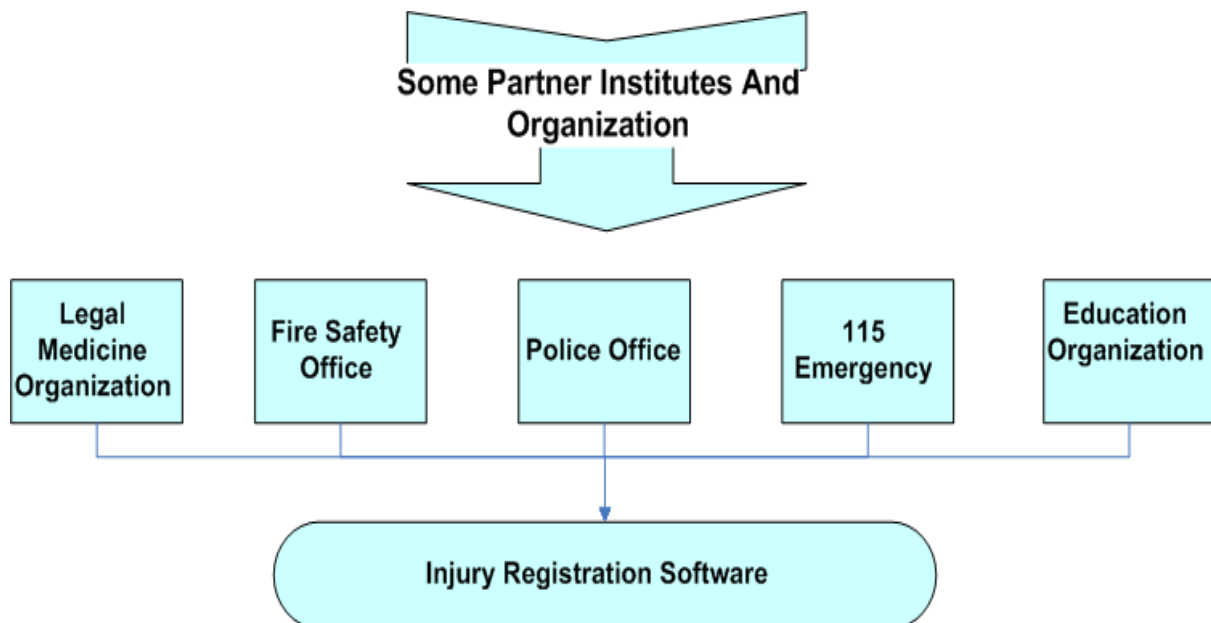 Some Partner Institutes And
Organization
Legal
Medicine
Organization
Fire Safety
Office
Police Office
115
Emergency
Education
Organization
Injury Registration Software